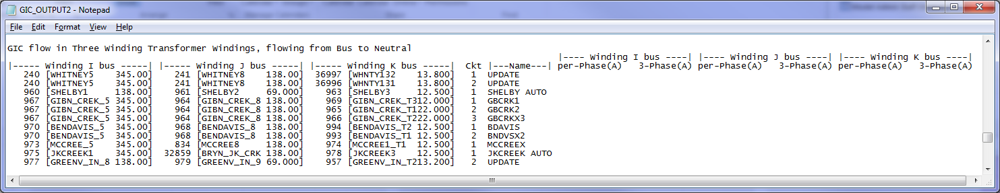 GIC_OUTPUT2 - Notepad
File Edit Format View Help
GIC flow in Three Winding Transformer Windings, flowing from Bus to Neutral
|---- Winding I bus ----| |---- Winding J bus ----| |---- Winding K bus ----|
|----- Winding I bus -----| |----- Winding J bus -----| |----- Winding K bus -----| Ckt |---Name---| per-Phase(A) 3-Phase(A) per-Phase(A) 3-Phase(A) per-Phase(A) 3-Phase(A)
240 [WHITNEY5 345.00] 241 [WHITNEY8 138.00] 36997 [WHNTY132 13.800] 1 UPDATE
240 [WHITNEY5 345.00] 241 [WHITNEY8 138.00] 36996 [WHNTY131 13.800] 2 UPDATE
960 [SHELBY1 138.00] 961 [SHELBY2 69.000] 963 [SHELBY3 12.500] 1 SHELBY AUTO
967 [GIBN_CREK_5 345.00] 964 [GIBN_CREK_8 138.00] 969 [GIBN_CREK_T312.000] 1 GBCRK1
967 [GIBN_CREK_5 345.00] 964 [GIBN_CREK_8 138.00] 965 [GIBN_CREK_T122.000] 2 GBCRK2
967 [GIBN_CREK_5 345.00] 964 [GIBN_CREK_8 138.00] 966 [GIBN_CREK_T222.000] 3 GBCRKX3
970 [BENDAVIS_5 345.00] 968 [BENDAVIS_8 138.00] 994 [BENDAVIS_T2 12.500] 1 BDAVIS
970 [BENDAVIS_5 345.00] 968 [BENDAVIS_8 138.00] 993 [BENDAVIS_T1 12.500] 2 BNDVSX2
973 [MCCREE_5 345.00] 834 [MCCREE8 138.00] 974 [MCCREE1_T1 12.500] 1 MCCREEX
975 [JKCREEK1 345.00] 32859 [BRYN_JK_CRK 138.00] 978 [JKCREEK3 12.500] 1 JKCREEK AUTO
977 [GREENV_IN_8 138.00] 979 [GREENV_IN_9 69.000] 957 [GREENV_IN_T213.200] 2 UPDATE